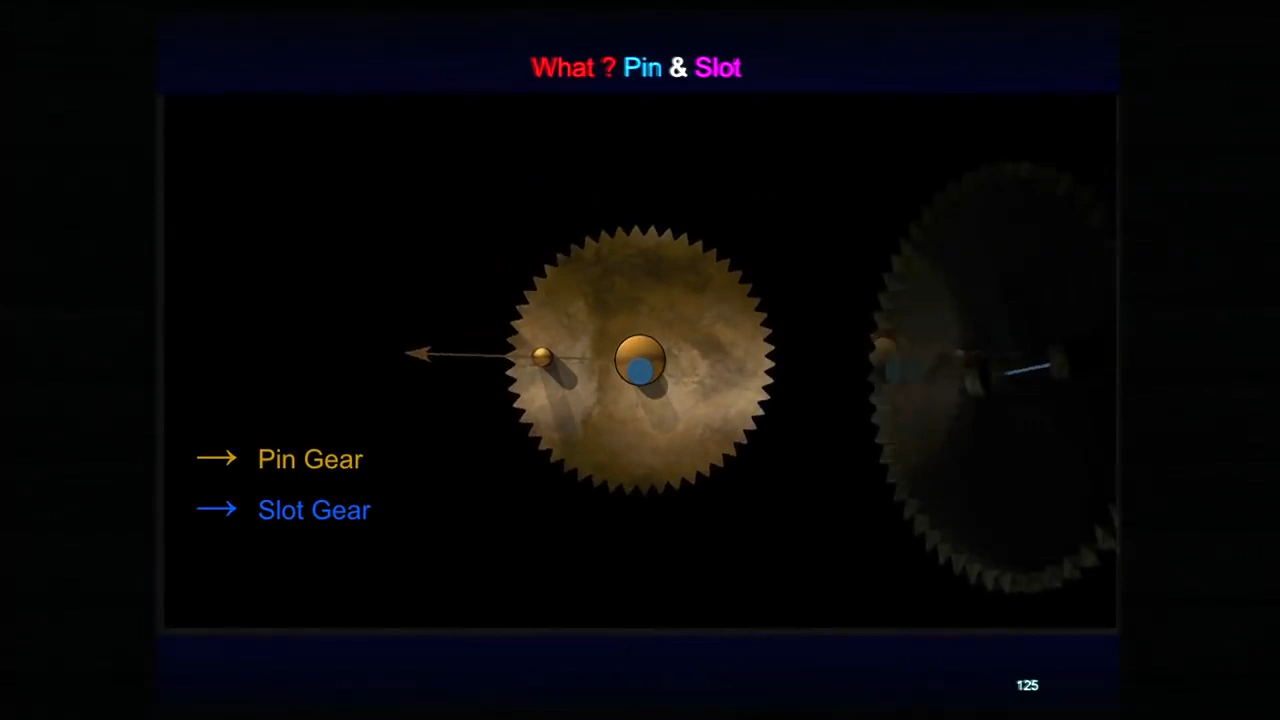 What ? Pin & Slot
→ Pin Gear
→ Slot Gear
125